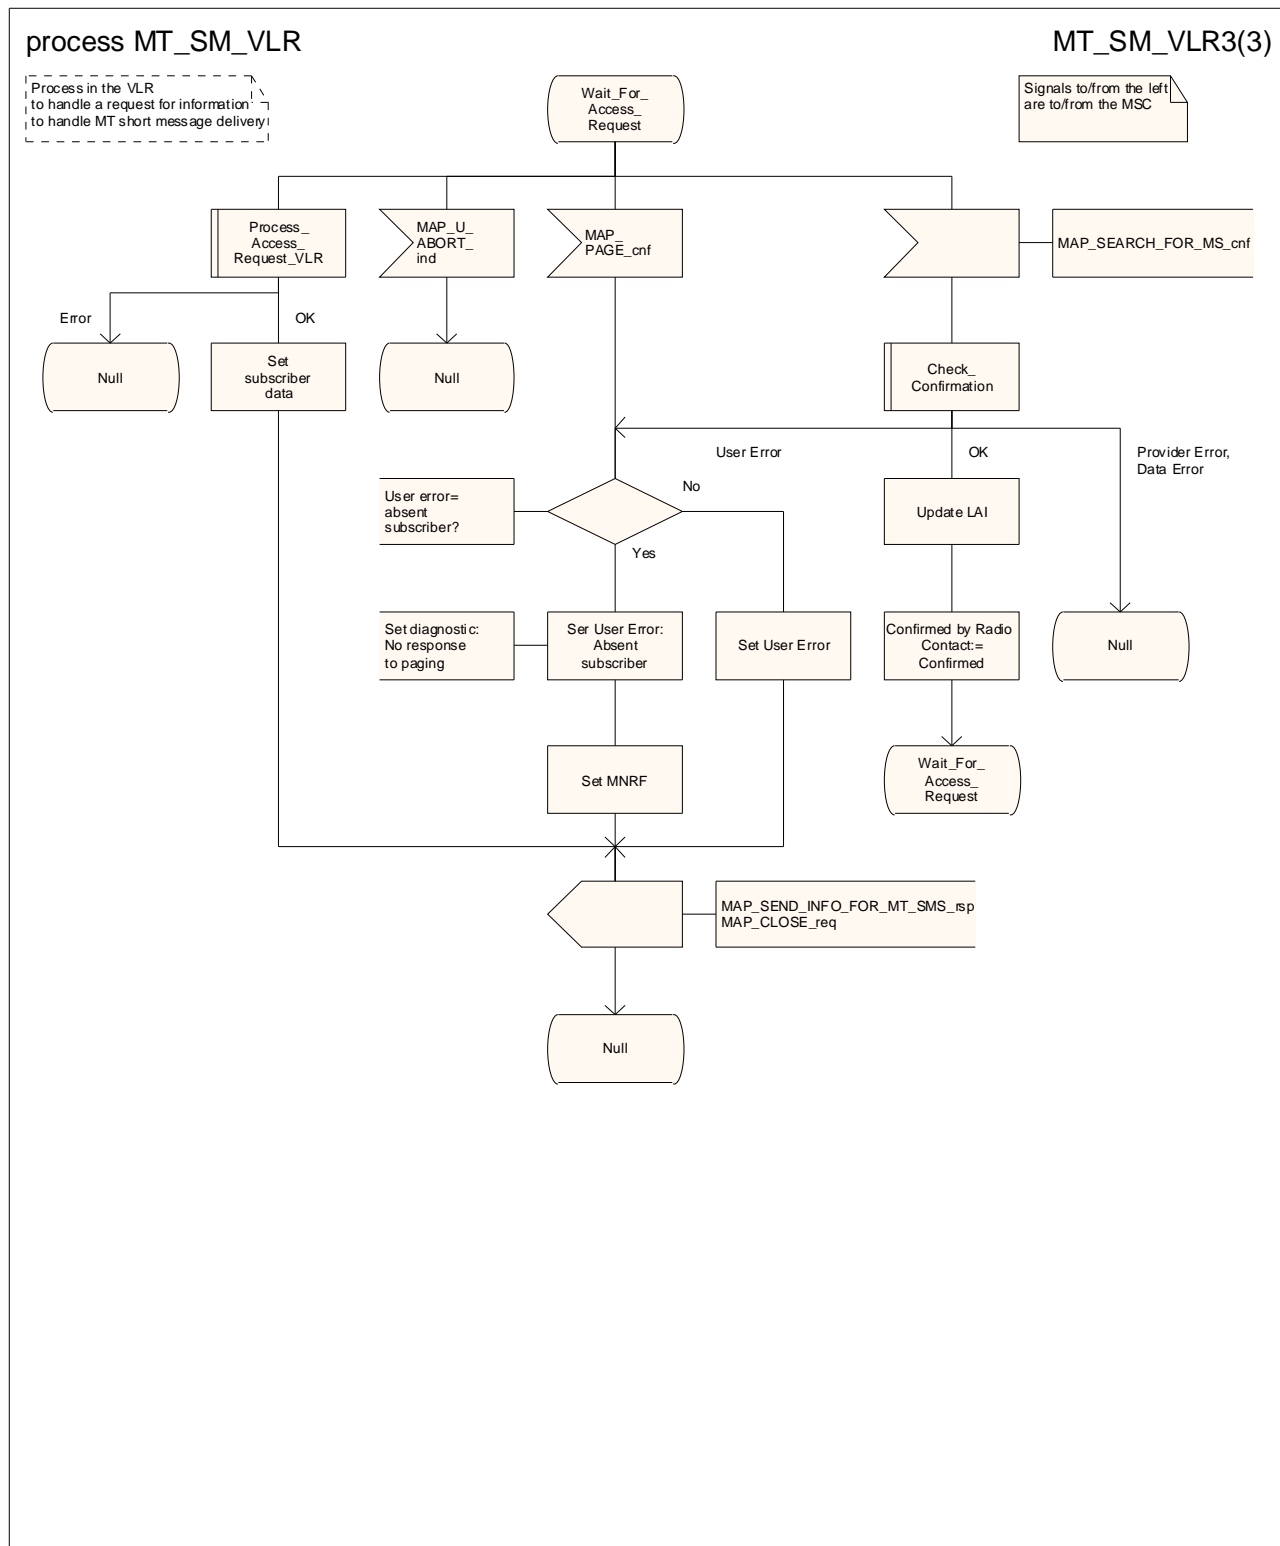 process MT_SM_VLR
MT_SM_VLR3(3)
Process in the VLR
to handle a request for information
to handle MT short message delivery
Wait_For_
Access_
Request
Signals to/from the left
are to/from the MSC
Process_
Access_
Request_VLR
MAP_U_
ABORT_
ind
MAP_
PAGE_cnf
MAP_SEARCH_FOR_MS_cnf
Error
OK
Null
Set
subscriber
data
Null
Check_
Confirmation
User Error
OK
Provider Error,
Data Error
User error=
absent
subscriber?
No
Yes
Update LAI
Set diagnostic:
No response
to paging
Ser User Error:
Absent
subscriber
Set User Error
Confirmed by Radio
Contact:=
Confirmed
Null
Set MNRF
Wait_For_
Access_
Request
MAP_SEND_INFO_FOR_MT_SMS_rsp
MAP_CLOSE_req
Null